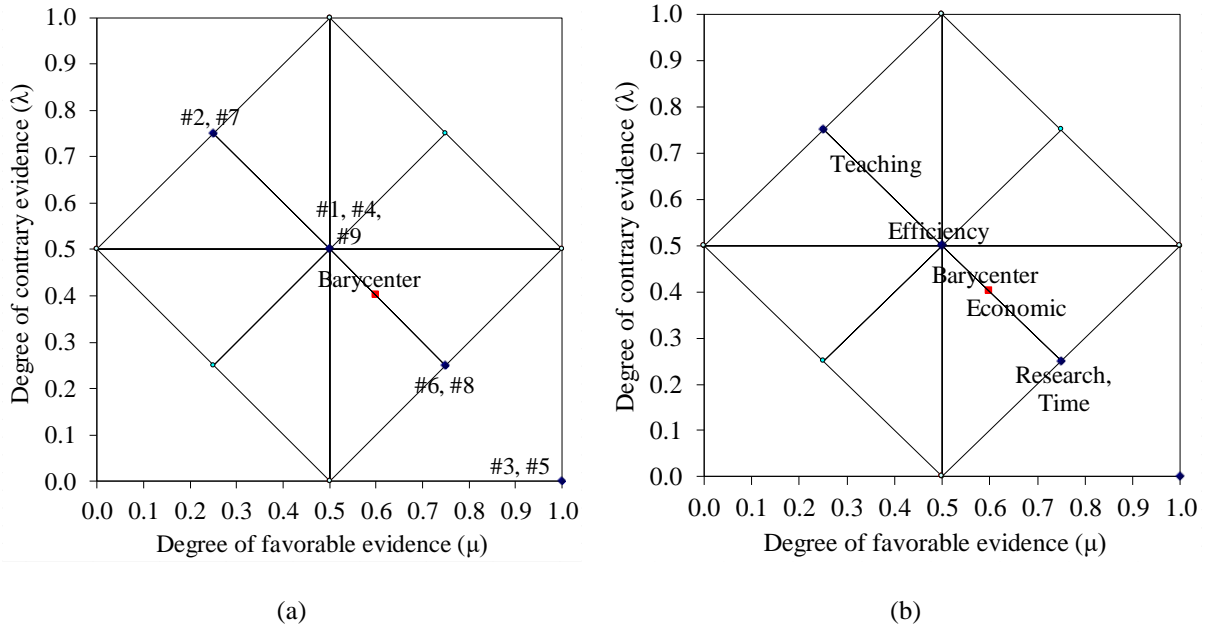 1.0
0.9
0.8
0.7
0.6
0.5
0.4
0.3
0.2
0.1
0.0
Degree of contrary evidence (λ)
#2, #7
#1, #4,
#9
Barycenter
#6, #8
#3, #5
0.0 0.1 0.2 0.3 0.4 0.5 0.6 0.7 0.8 0.9 1.0
Degree of favorable evidence (μ)
(a)
1.0
0.9
0.8
0.7
0.6
0.5
0.4
0.3
0.2
0.1
0.0
Degree of contrary evidence (λ)
Teaching
Efficiency
Barycenter
Economic
Research,
Time
0.0 0.1 0.2 0.3 0.4 0.5 0.6 0.7 0.8 0.9 1.0
Degree of favorable evidence (μ)
(b)